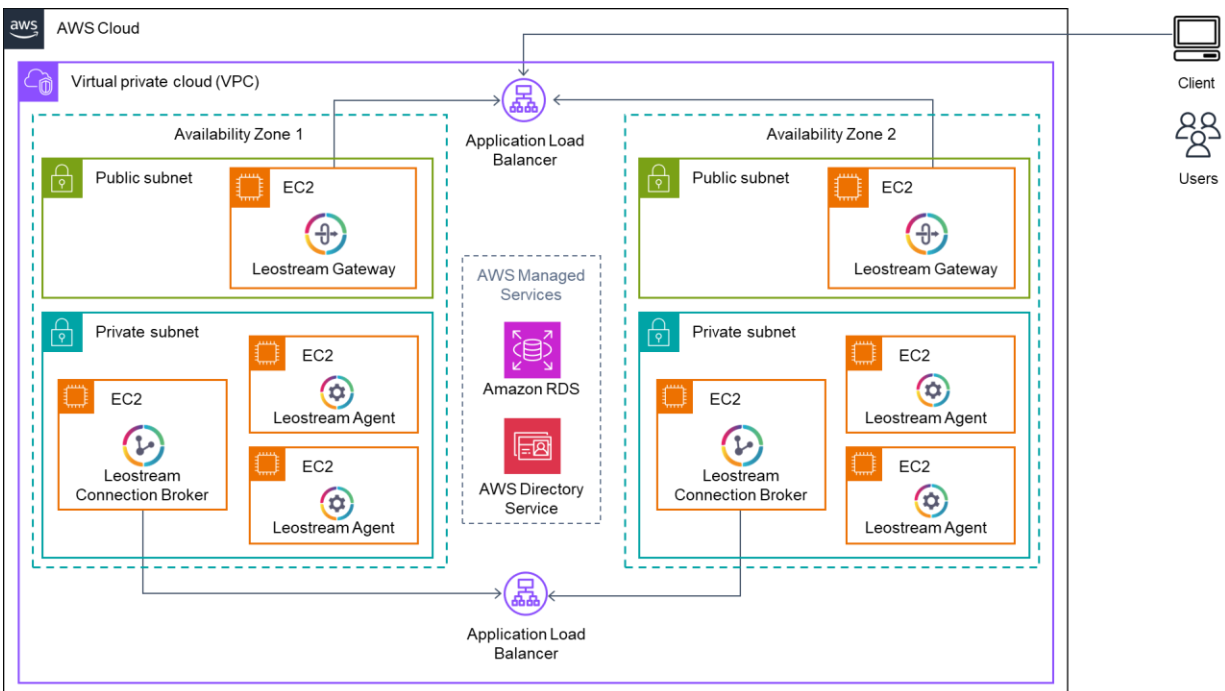 aws
AWS Cloud
Client
Users
Virtual private cloud (VPC)
Application Load
Balancer
Availability Zone 1
Public subnet
EC2
Leostream Gateway
Private subnet
EC2
Leostream
Connection Broker
EC2
Leostream Agent
EC2
Leostream Agent
AWS Managed
Services
Amazon RDS
AWS Directory
Service
Availability Zone 2
Public subnet
EC2
Leostream Gateway
Private subnet
EC2
Leostream
Connection Broker
EC2
Leostream Agent
EC2
Leostream Agent
Application Load
Balancer